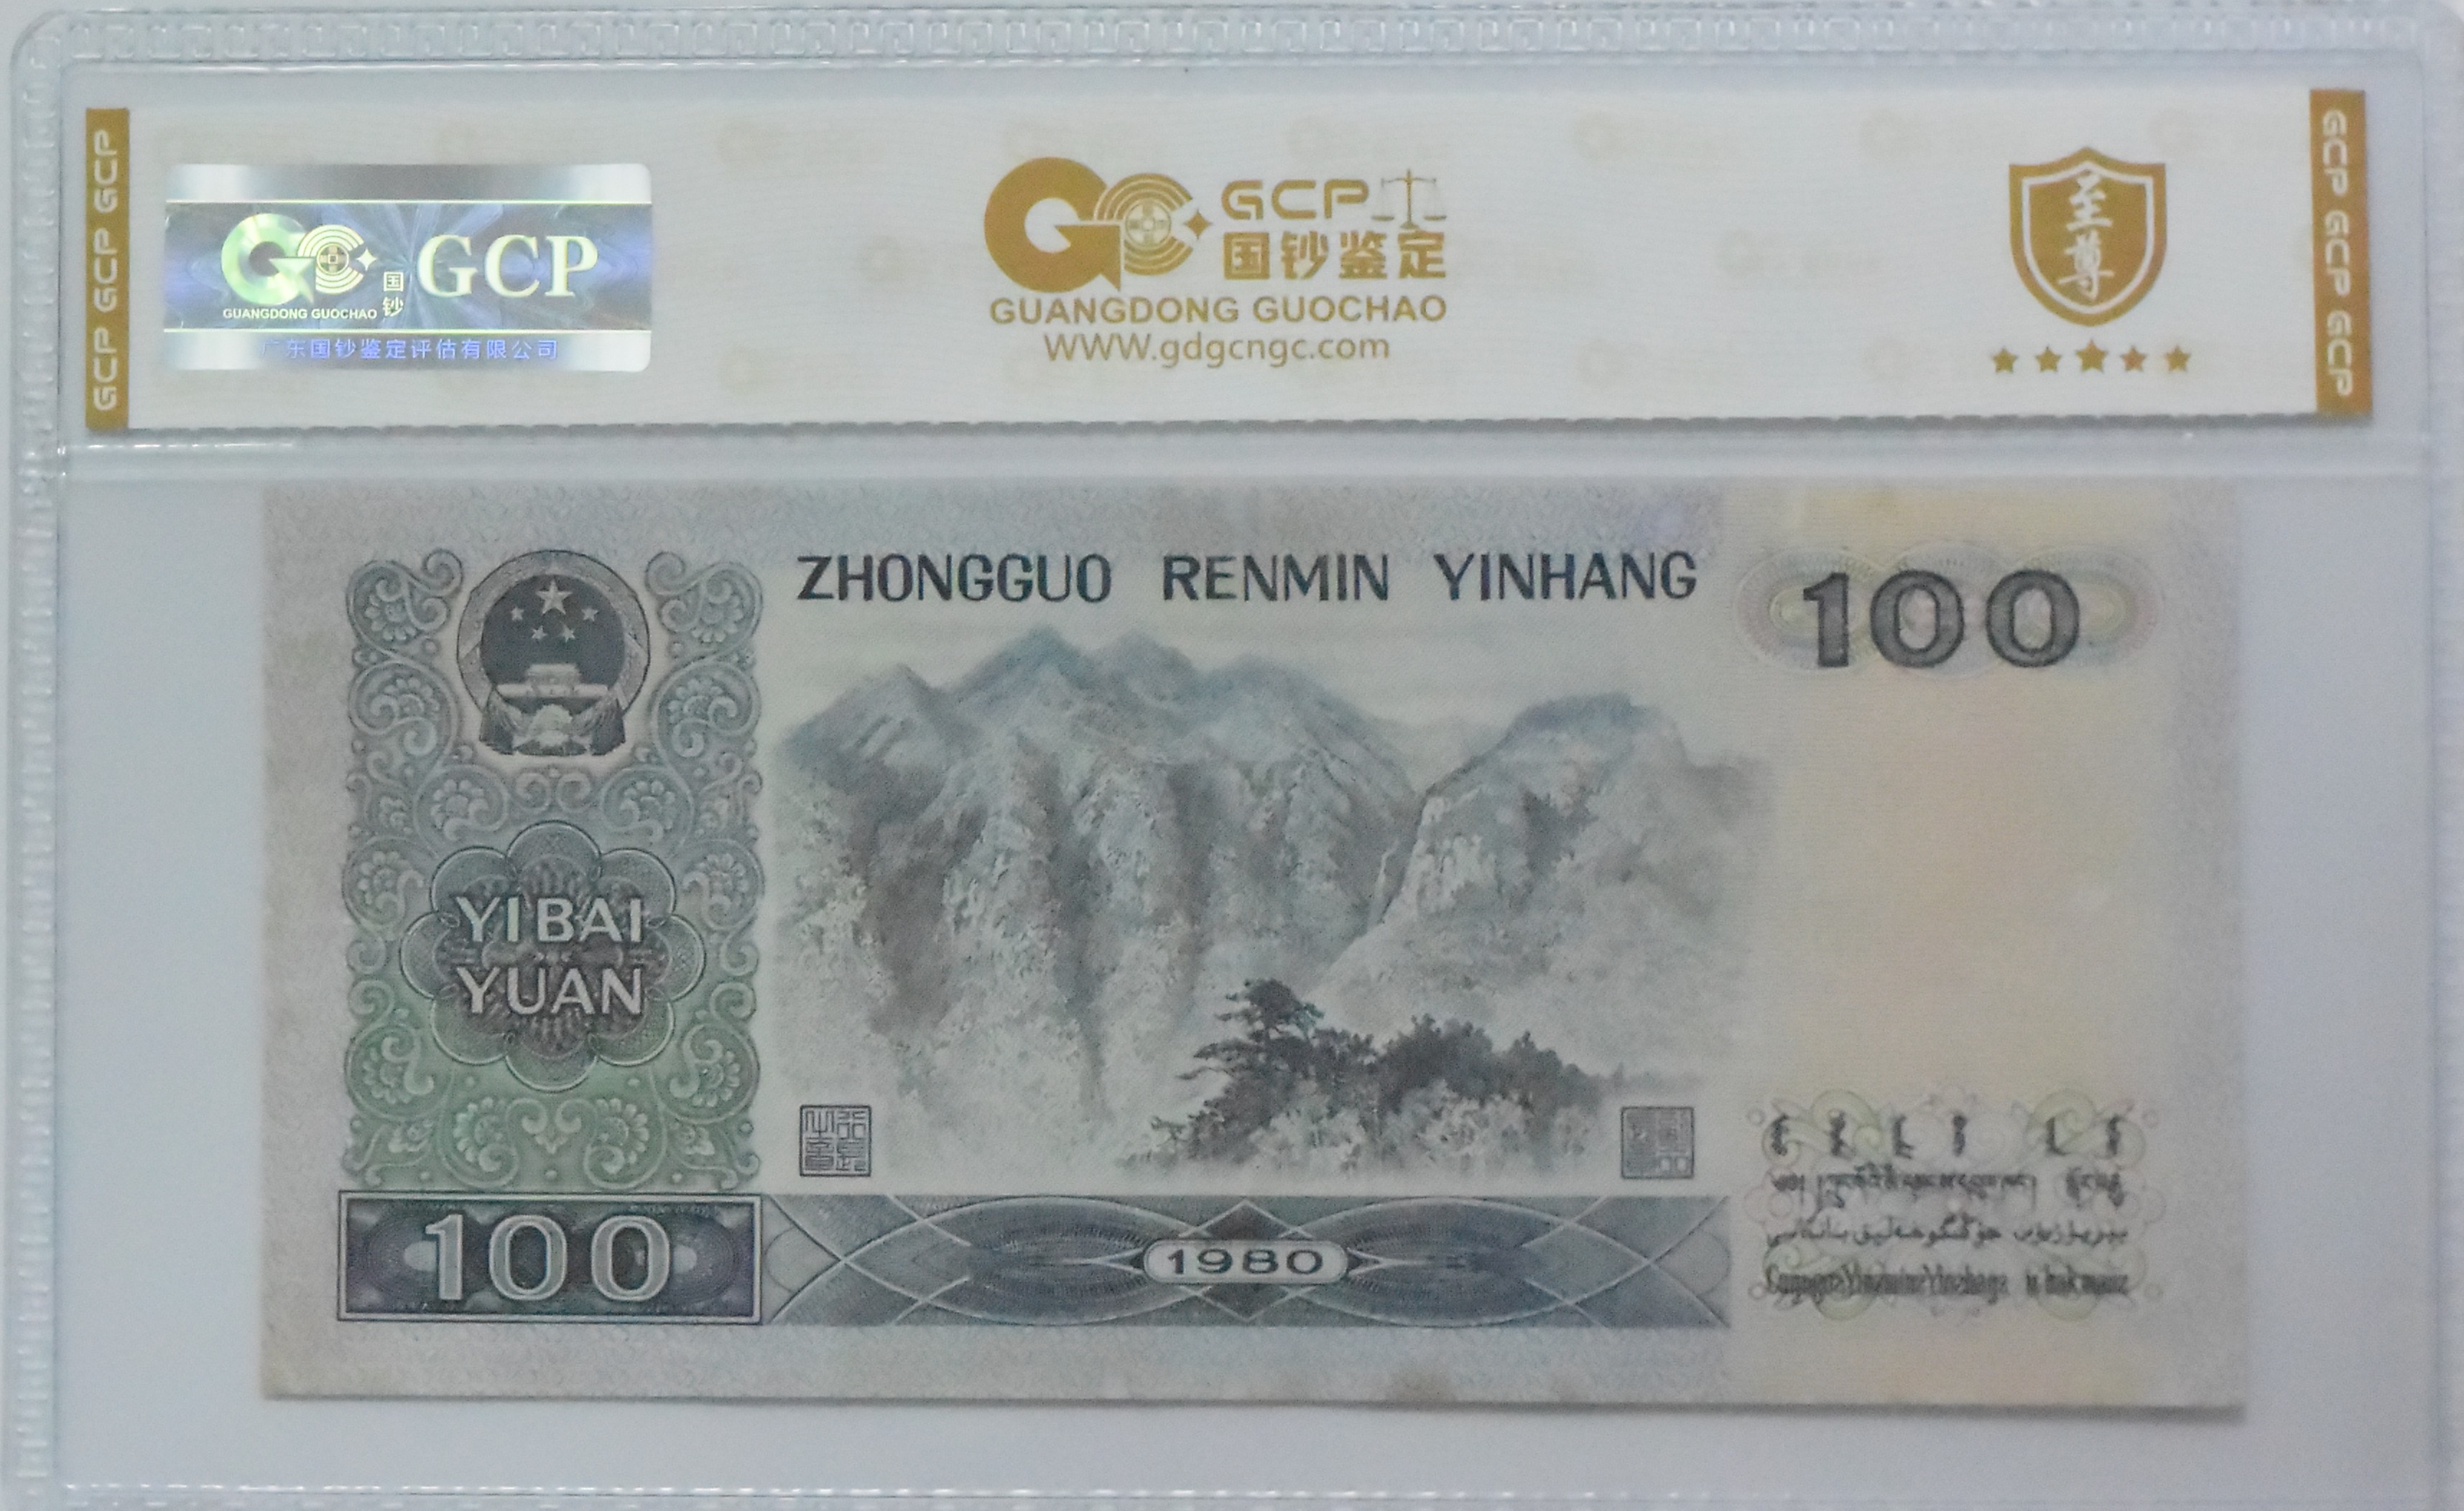 GCP GCP GCP
GCP
国钞
GUANGDONG GUOCHAO
广东国钞鉴定评估有限公司
GCP
国钞鉴定
GUANGDONG GUOCHAO
www.gdgcngc.com
至尊
GCP GCP GCP
ZHONGGUO RENMIN YINHANG
100
YI BAI
YUAN
100
1980